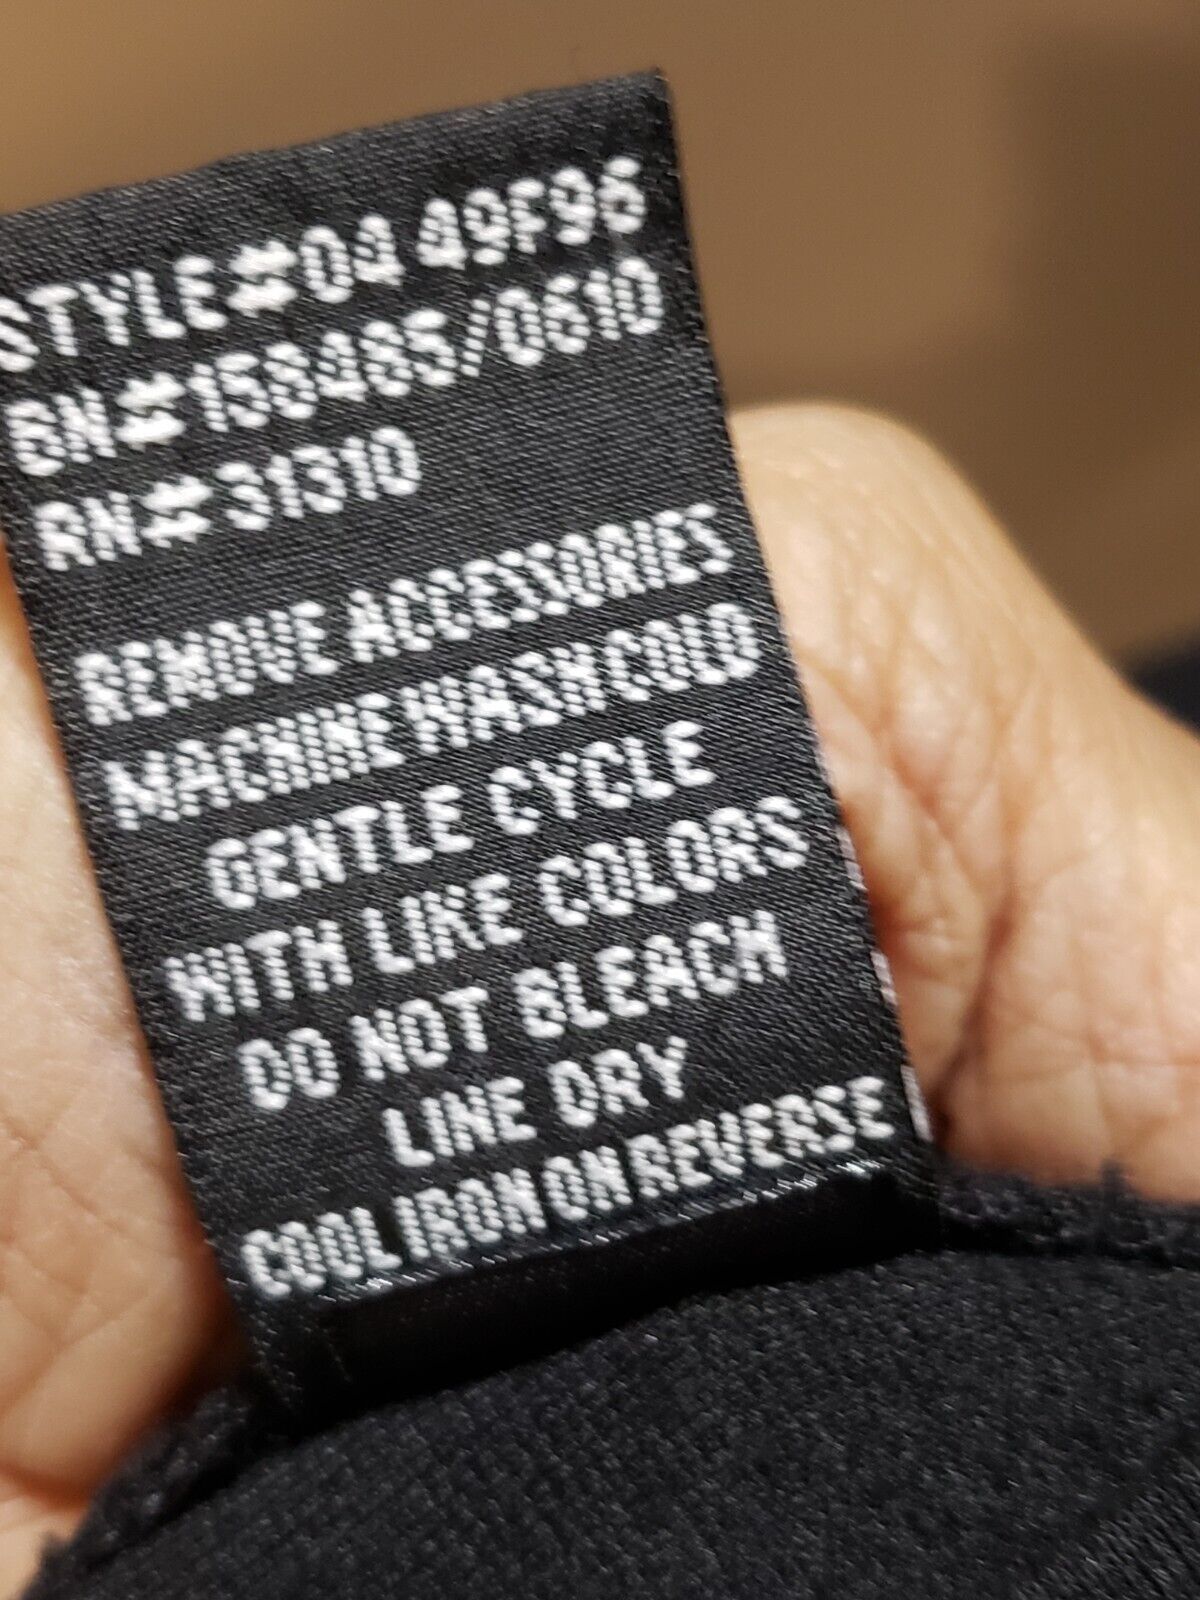 STYLE#04 49F96
BN#158485/0610
RN#31310
REMOVE ACCESSORIES
MACHINE WASH COLD
GENTLE CYCLE
WITH LIKE COLORS
DO NOT BLEACH
LINE DRY
COOL IRON ON REVERSE